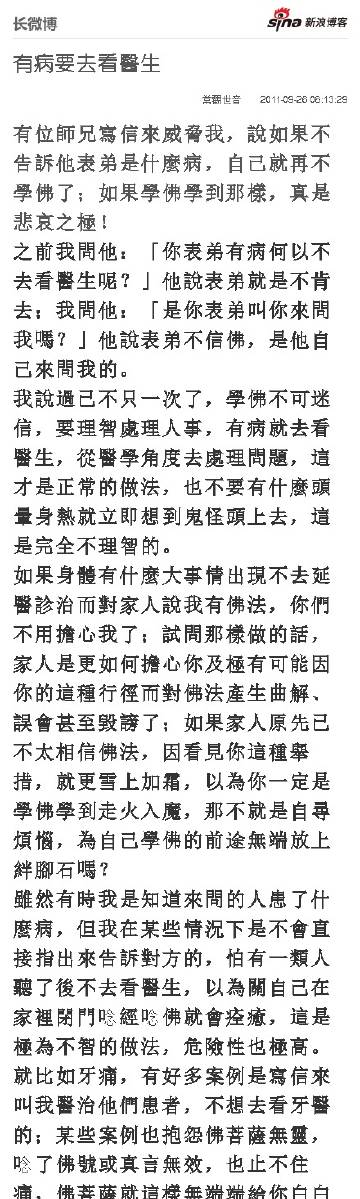 长微博
sina 新浪博客
有病要去看醫生
2011-09-26 06:13:29
有位師兄寫信來威脅我，說如果不
告訴他表弟是什麼病，自己就再不
學佛了；如果學佛學到那樣，真是
悲哀之極！
之前我問他：「你表弟有病何以不
去看醫生呢？」他說表弟就是不肯
去；我問他：「是你表弟叫你來問
我嗎？」他說表弟不信佛，是他自
己來問我的。
我說過已不只一次了，學佛不可迷
信，要理智處理人事，有病就去看
醫生，從醫學角度去處理問題，這
才是正常的做法，也不要有什麼頭
暈身熱就立即想到鬼怪頭上去，這
是完全不理智的。
如果身體有什麼大事情出現不去延
醫診治而對家人說我有佛法，你們
不用擔心我了；試問那樣做的話，
家人是更如何擔心你及極有可能因
你的這種行徑而對佛法產生曲解、
誤會甚至毀謗了；如果家人原先已
不太相信佛法，因看見你這種舉
措，就更雪上加霜，以為你一定是
學佛學到走火入魔，那不就是自尋
煩惱，為自己學佛的前途無端放上
絆腳石嗎？
雖然有時我是知道來問的人患了什
麼病，但我在某些情況下是不會直
接指出來告訴對方的，怕有一類人
聽了後不去看醫生，以為關自己在
家裡閉門唸經唸佛就會痊癒，這是
極為不智的做法，危險性也極高。
就比如牙痛，有好多案例是寫信來
叫我醫治他們患者，不想去看牙醫
的；某些案例也抱怨佛菩薩無靈，
唸了佛號或真言無效，也止不住
痛，佛菩薩就這樣無端端給你白白